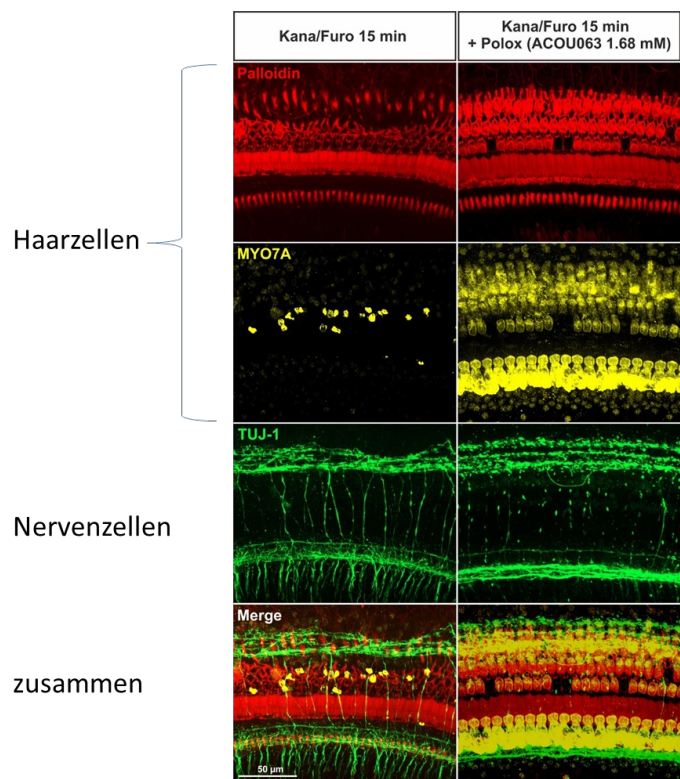 Kana/Furo 15 min
Kana/Furo 15 min
+ Polox (ACOU063 1.68 mM)
Palloidin
Haarzellen
MYO7A
TUJ-1
Nervenzellen
Merge
zusammen
50 µm